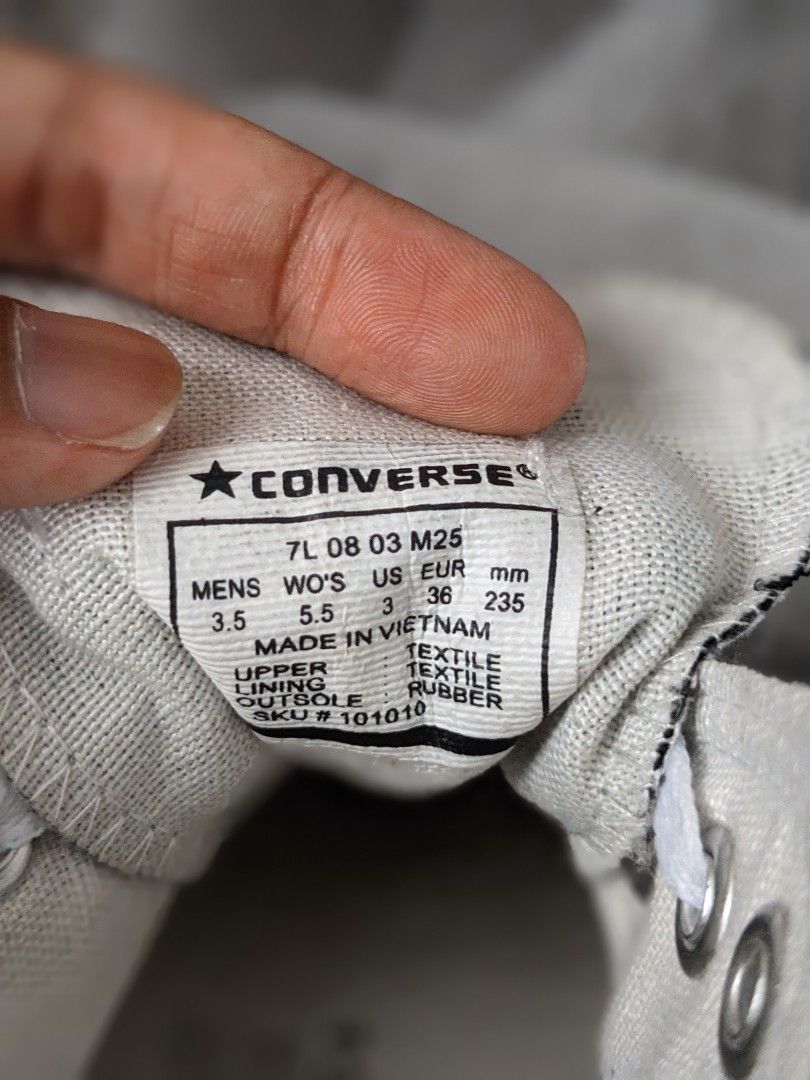 ★CONVERSE®
7L 08 03 M25
MENS WO'S US EUR mm
3.5 5.5 3 36 235
MADE IN VIETNAM
UPPER : TEXTILE
LINING : TEXTILE
OUTSOLE : RUBBER
SKU # 101010